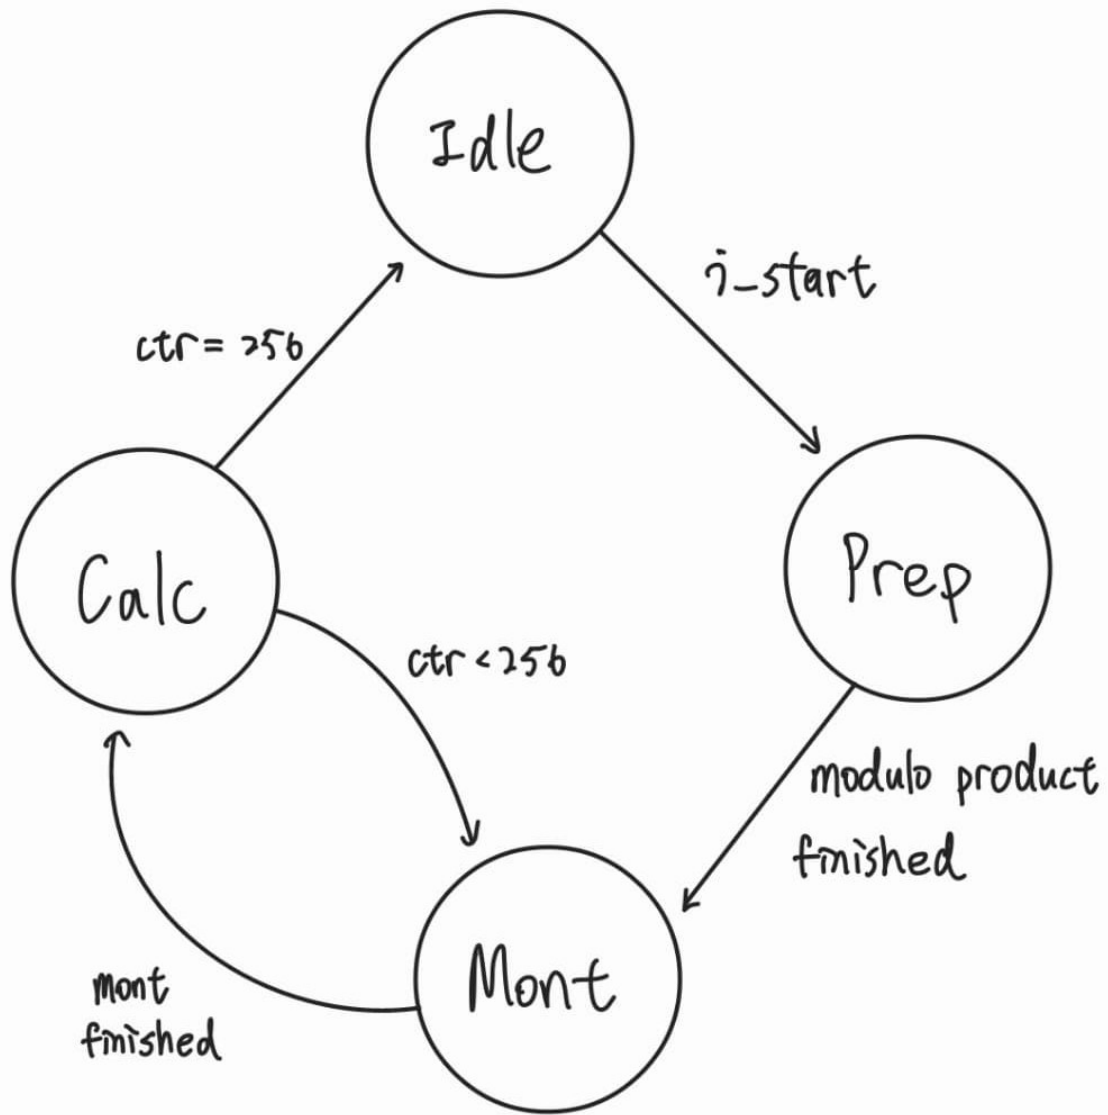 Idle
i_start
ctr = 256
Prep
Calc
ctr < 256
modulo product
finished
Mont
mont
finished